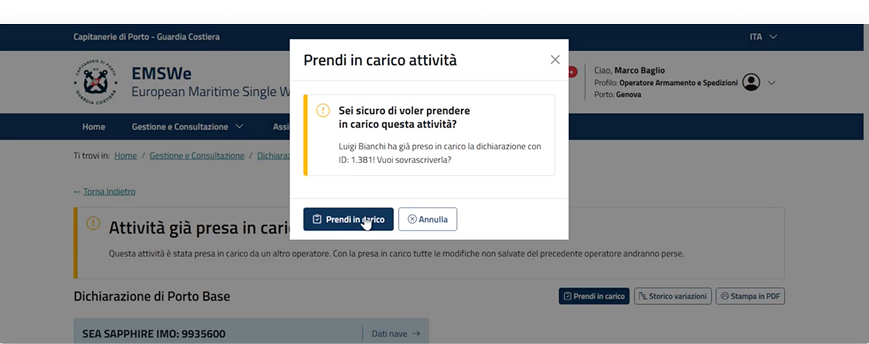 Capitanerie di Porto - Guardia Costiera
ITA
Prendi in carico attività
EMSWe
European Maritime Single W
Ciao, Marco Baglio
Profilo: Operatore Armamento e Spedizioni
Porto: Genova
Sei sicuro di voler prendere
in carico questa attività?
Luigi Bianchi ha già preso in carico la dichiarazione con
ID: 1.381! Vuoi sovrascriverla?
Home Gestione e Consultazione Assi
Ti trovi in: Home / Gestione e Consultazione / Dichiaraz
← Torna Indietro
Prendi in carico Annulla
Attività già presa in cari
Questa attività è stata presa in carico da un altro operatore. Con la presa in carico tutte le modifiche non salvate del precedente operatore andranno perse.
Dichiarazione di Porto Base
Prendi in carico Storico variazioni Stampa in PDF
SEA SAPPHIRE IMO: 9935600
Dati nave →